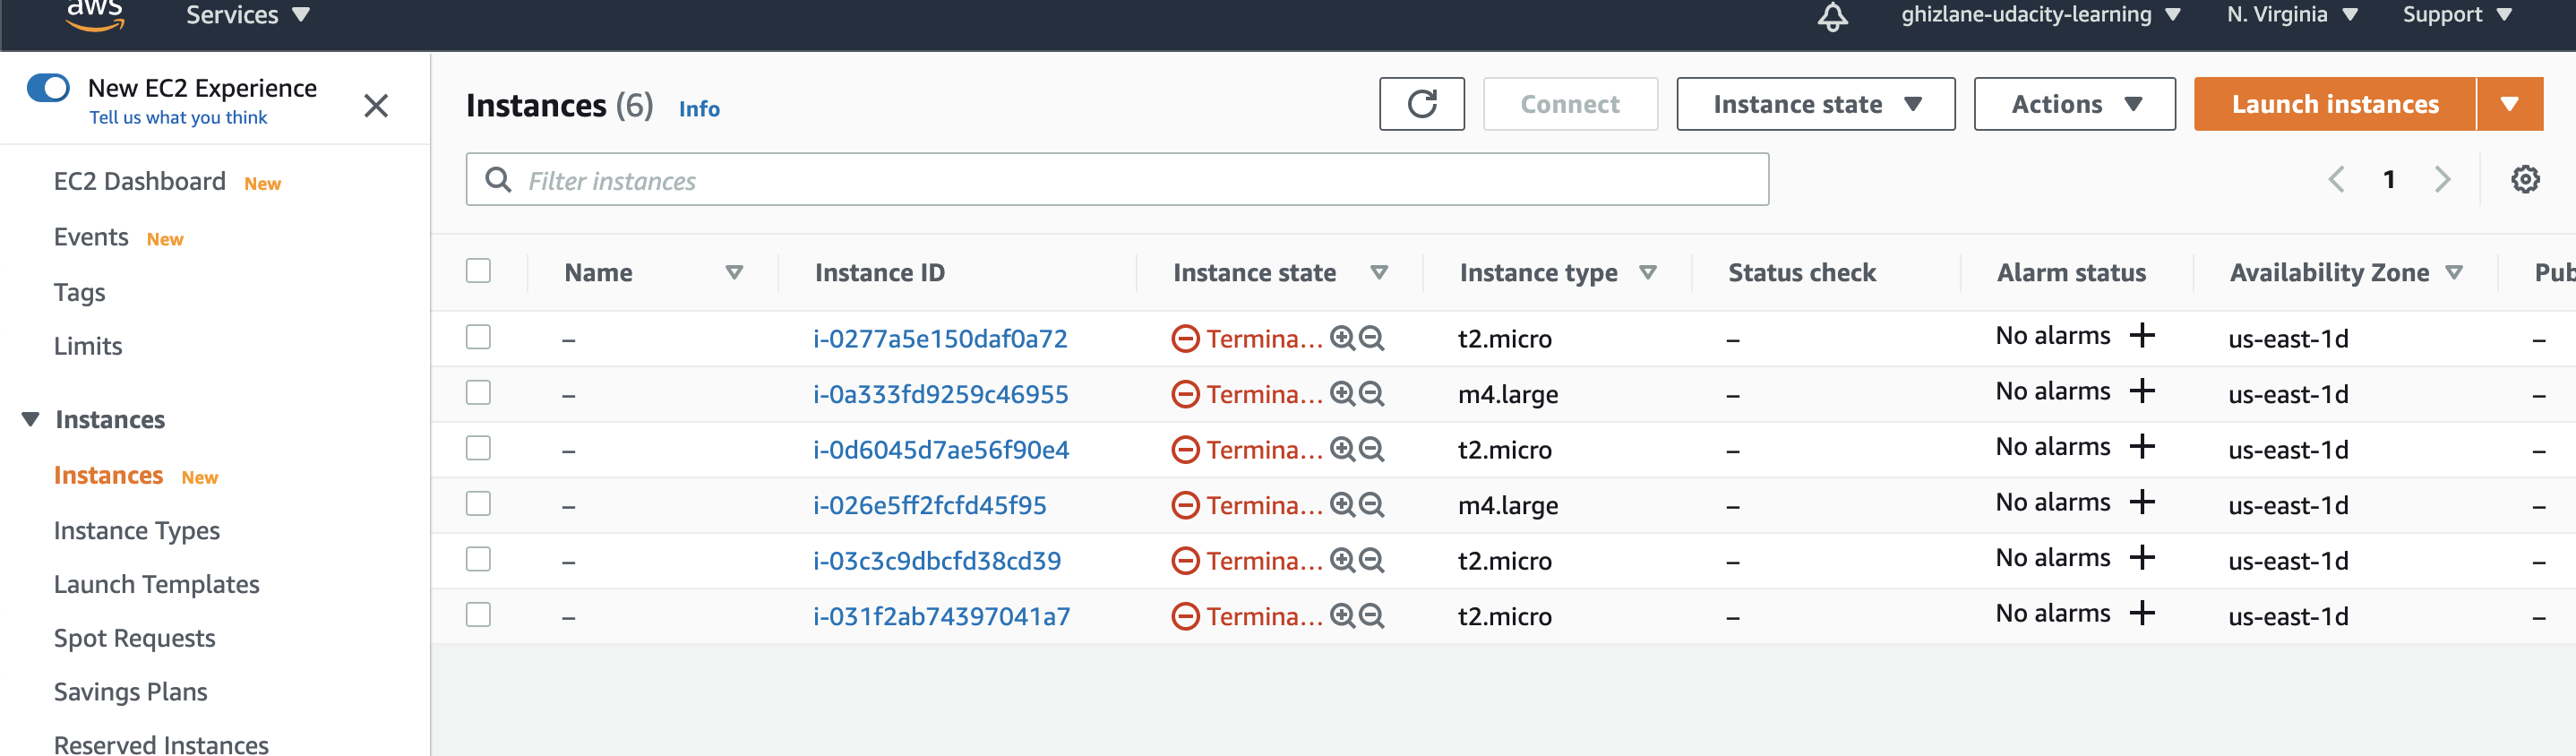 aws Services ghizlane-udacity-learning N. Virginia Support
New EC2 Experience
Tell us what you think
EC2 Dashboard New
Events New
Tags
Limits
Instances
Instances New
Instance Types
Launch Templates
Spot Requests
Savings Plans
Reserved Instances
Instances (6) Info Connect Instance state Actions Launch instances
Filter instances 1
Name Instance ID Instance state Instance type Status check Alarm status Availability Zone Pub
– i-0277a5e150daf0a72 Termina... t2.micro – No alarms + us-east-1d –
– i-0a333fd9259c46955 Termina... m4.large – No alarms + us-east-1d –
– i-0d6045d7ae56f90e4 Termina... t2.micro – No alarms + us-east-1d –
– i-026e5ff2fcfd45f95 Termina... m4.large – No alarms + us-east-1d –
– i-03c3c9dbcfd38cd39 Termina... t2.micro – No alarms + us-east-1d –
– i-031f2ab74397041a7 Termina... t2.micro – No alarms + us-east-1d –